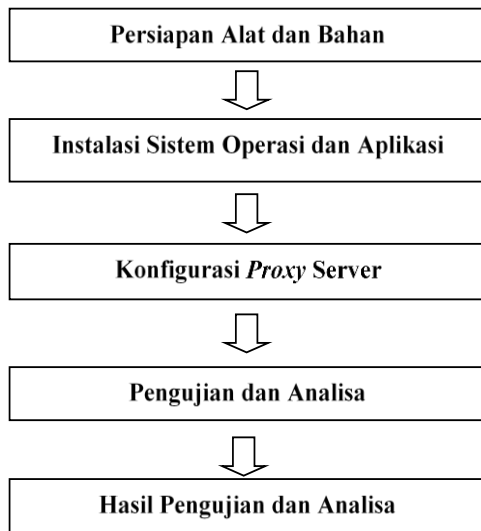 Persiapan Alat dan Bahan
Instalasi Sistem Operasi dan Aplikasi
Konfigurasi Proxy Server
Pengujian dan Analisa
Hasil Pengujian dan Analisa